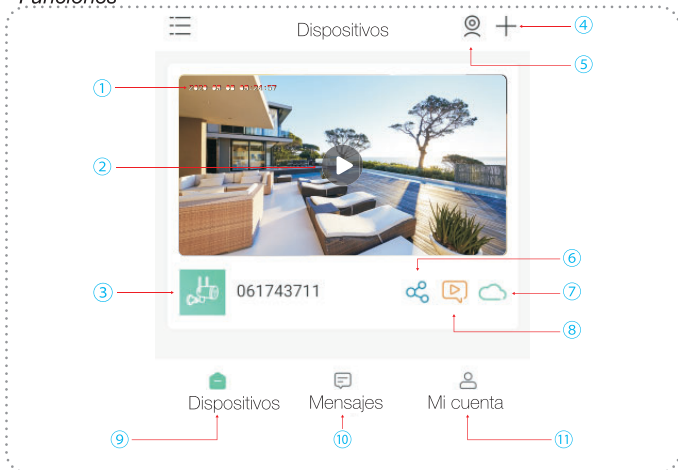 Funciones
Dispositivos
④
⑤
①
②
⑥
③
061743711
⑦
⑧
Dispositivos
Mensajes
Mi cuenta
⑨
⑩
⑪